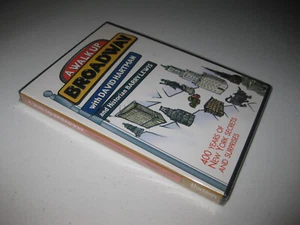 A WALK UP
BROADWAY
with DAVID HARTMAN
and Historian BARRY LEWIS
400 YEARS OF
NEW YORK SECRETS
AND SURPRISES